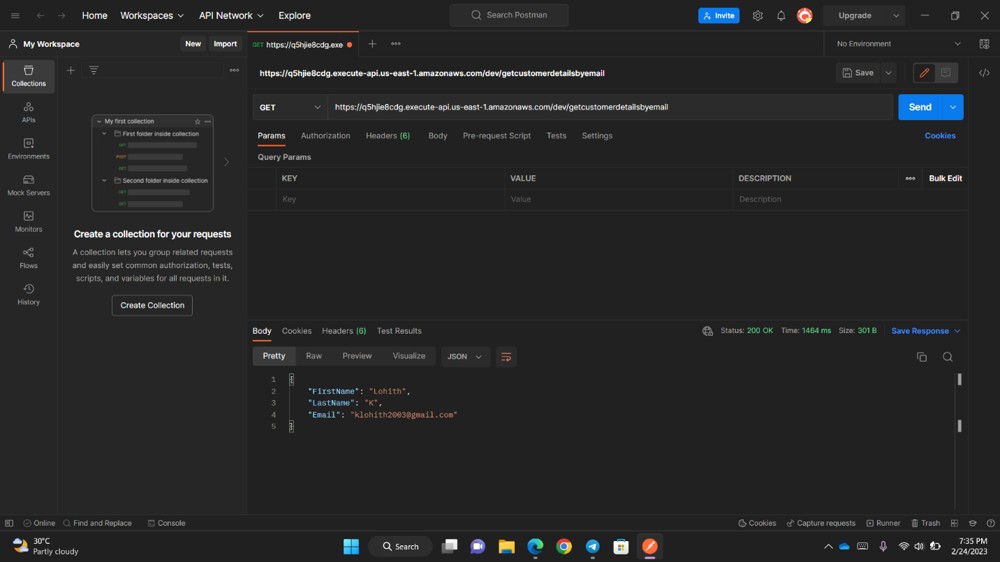 Home Workspaces API Network Explore Search Postman Invite Upgrade
My Workspace New Import GET https://q5hjie8cdg.exe No Environment
Collections
APIs
Environments
Mock Servers
Monitors
Flows
History
My first collection
First folder inside collection
GET
POST
GET
Second folder inside collection
GET
GET
Create a collection for your requests
A collection lets you group related requests
and easily set common authorization, tests,
scripts, and variables for all requests in it.
Create Collection
https://q5hjie8cdg.execute-api.us-east-1.amazonaws.com/dev/getcustomerdetailsbyemail Save
GET https://q5hjie8cdg.execute-api.us-east-1.amazonaws.com/dev/getcustomerdetailsbyemail Send
Params Authorization Headers (6) Body Pre-request Script Tests Settings Cookies
Query Params
KEY VALUE DESCRIPTION Bulk Edit
Key Value Description
Body Cookies Headers (6) Test Results Status: 200 OK Time: 1464 ms Size: 301 B Save Response
Pretty Raw Preview Visualize JSON
1 {
2 "FirstName": "Lohith",
3 "LastName": "K",
4 "Email": "klohith2003@gmail.com"
5 }
Online Find and Replace Console Cookies Capture requests Runner Trash
30°C
Partly cloudy
Search
7:35 PM
2/24/2023